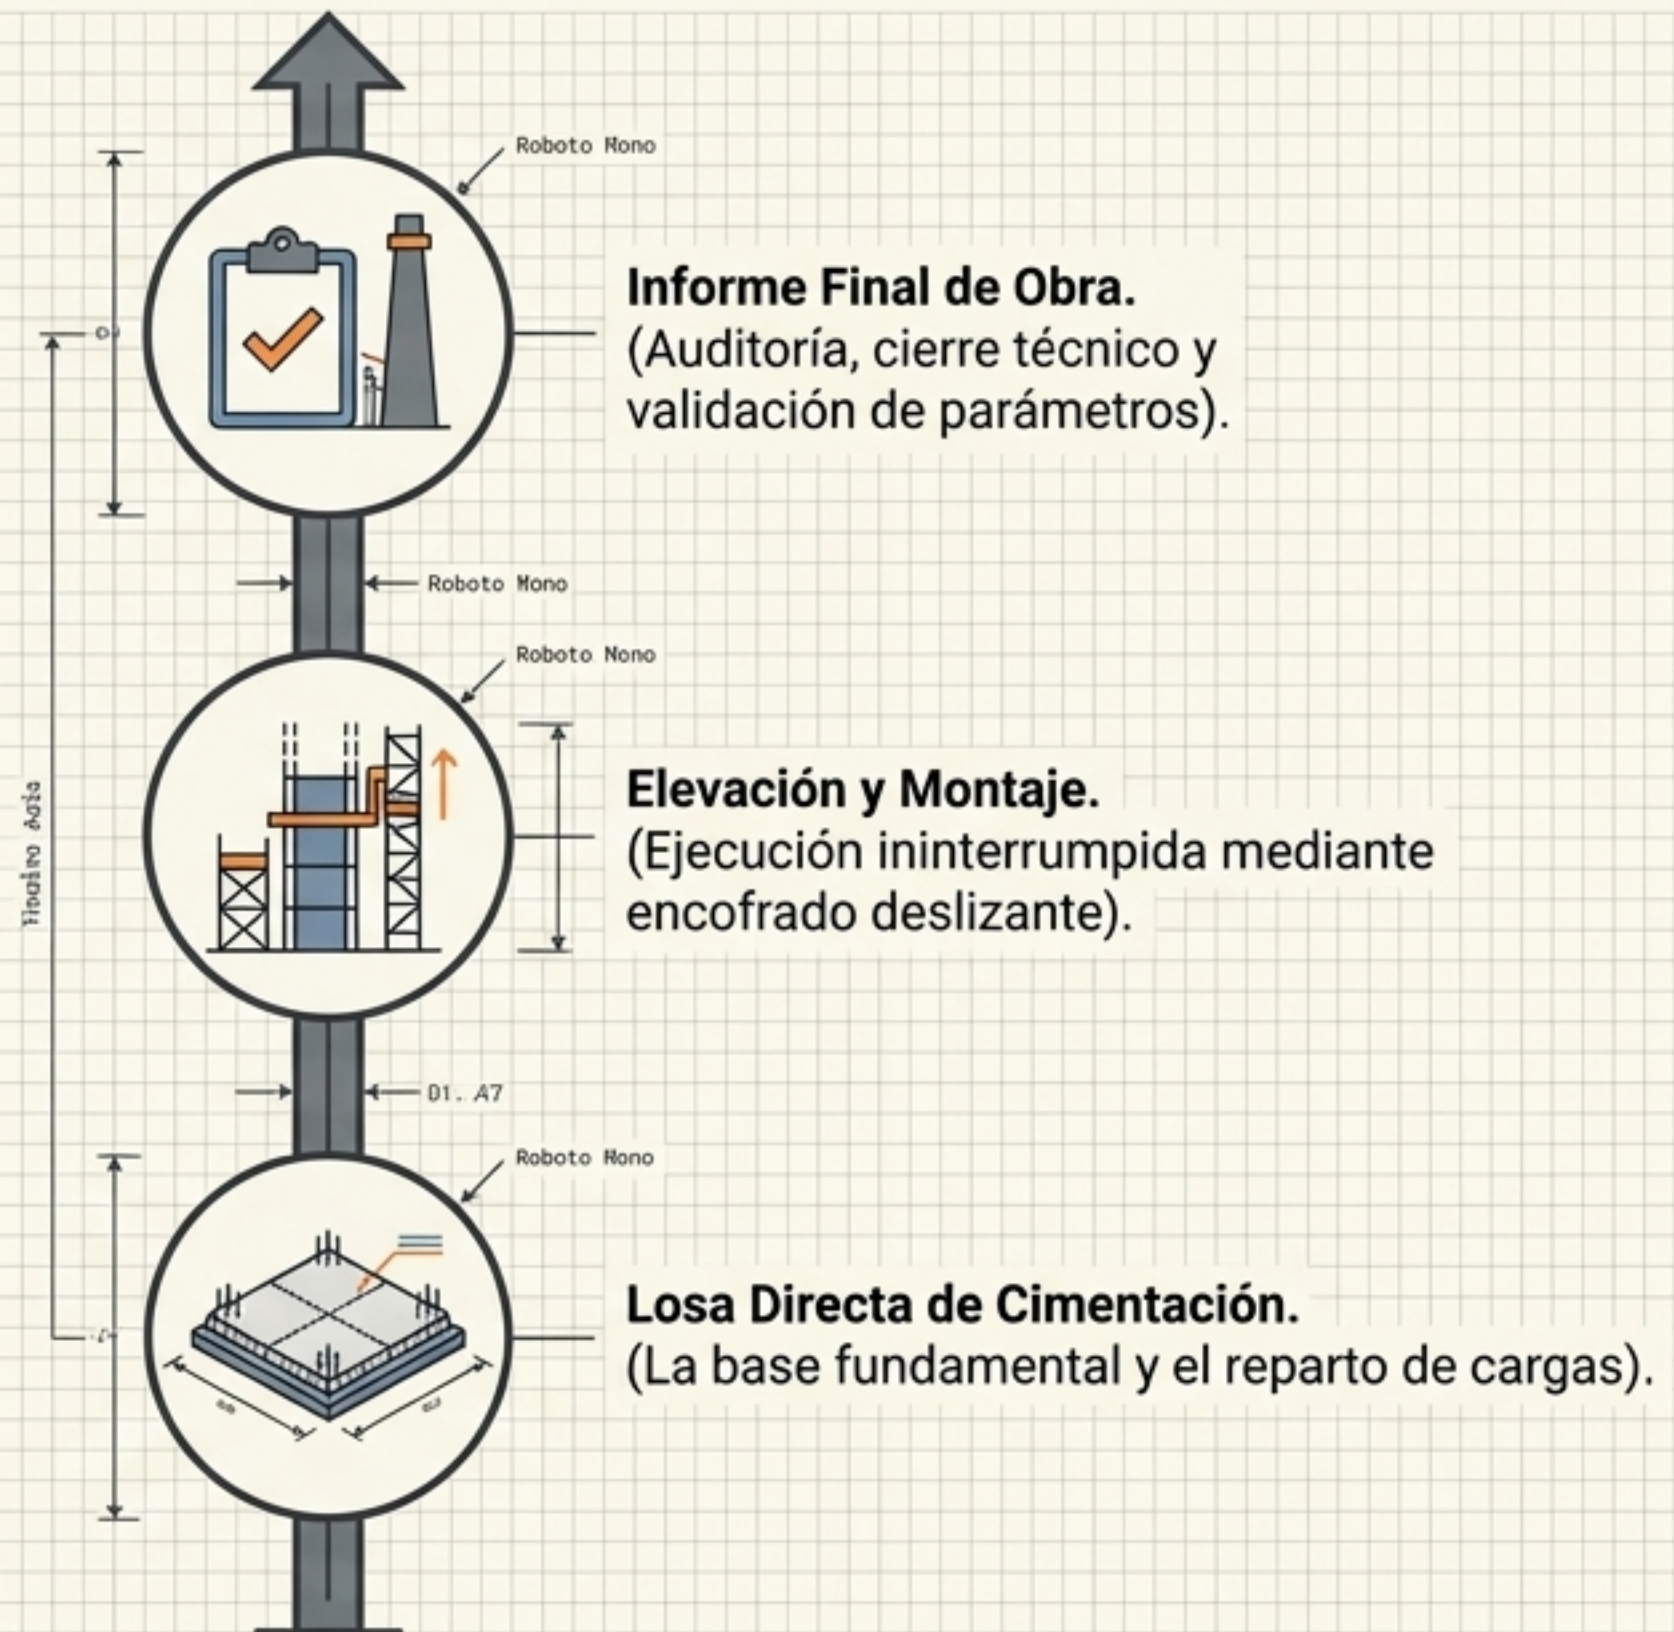 Roboto Mono
Informe Final de Obra.
(Auditoría, cierre técnico y
validación de parámetros).
Roboto Mono
Roboto Mono
Elevación y Montaje.
(Ejecución ininterrumpida mediante
encofrado deslizante).
D1. A7
Roboto Mono
Losa Directa de Cimentación.
(La base fundamental y el reparto de cargas).